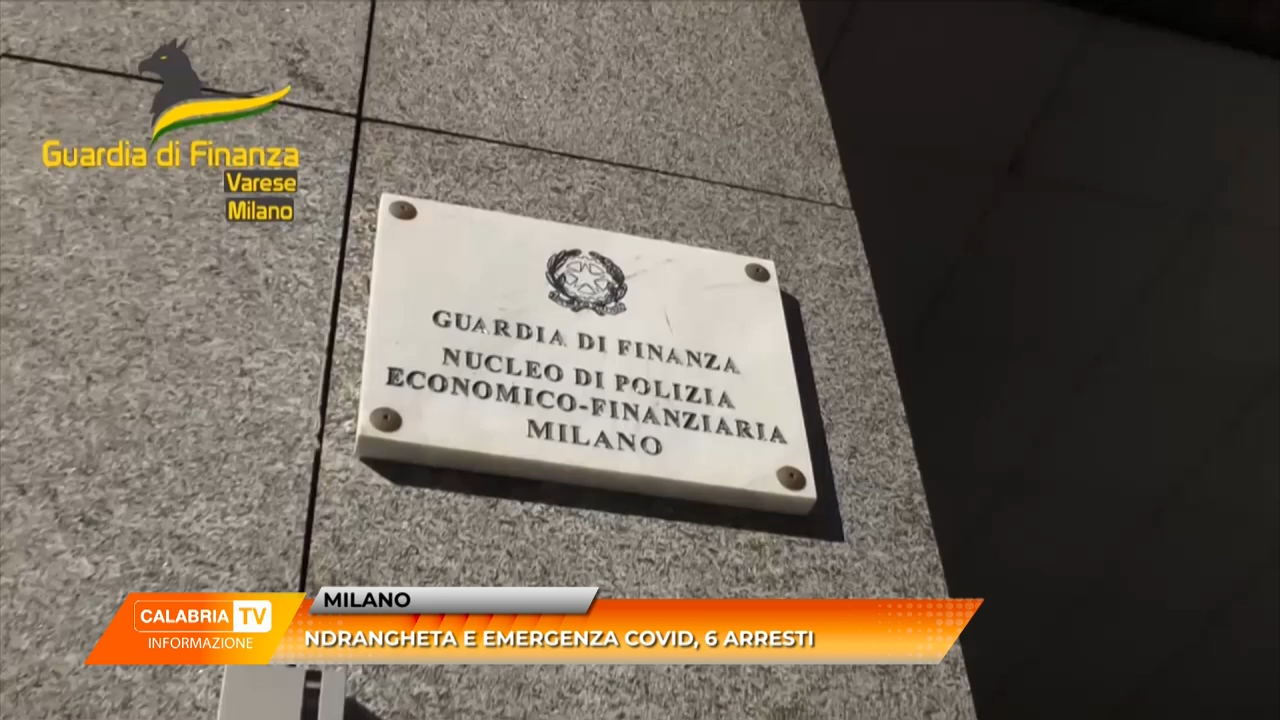 Guardia di Finanza
Varese
Milano
GUARDIA DI FINANZA
NUCLEO DI POLIZIA
ECONOMICO-FINANZIARIA
MILANO
MILANO
CALABRIA TV
INFORMAZIONE
NDRANGHETA E EMERGENZA COVID, 6 ARRESTI